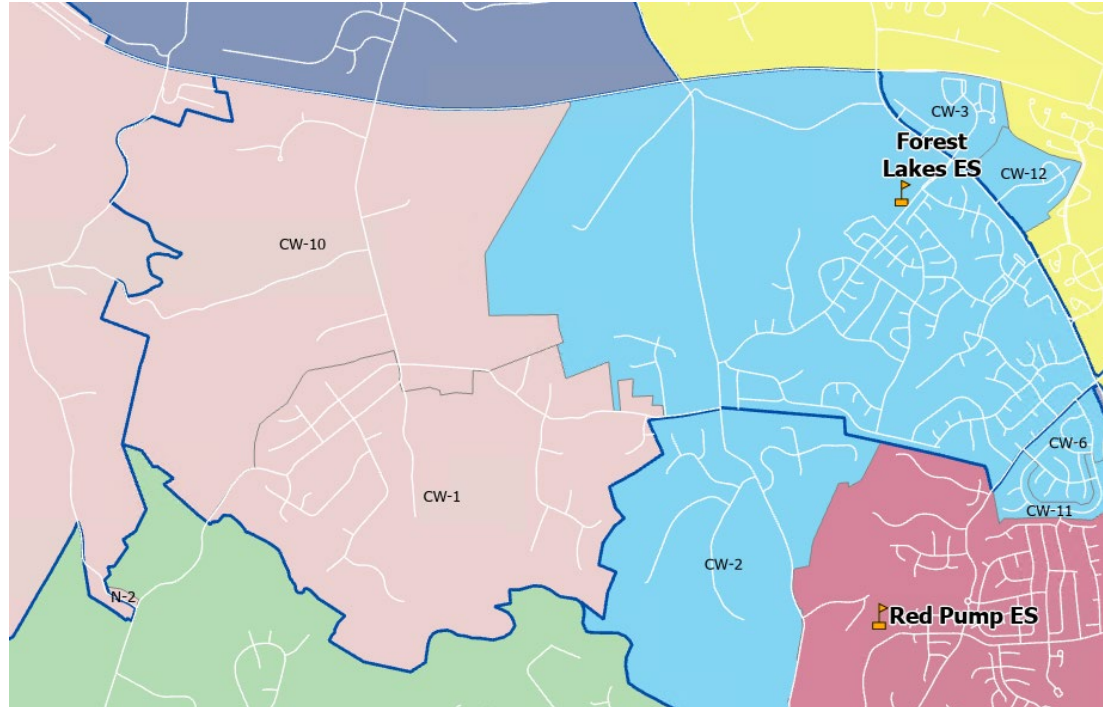 CW-3
Forest
Lakes ES
CW-12
CW-10
CW-6
CW-1
CW-11
CW-2
N-2
Red Pump ES